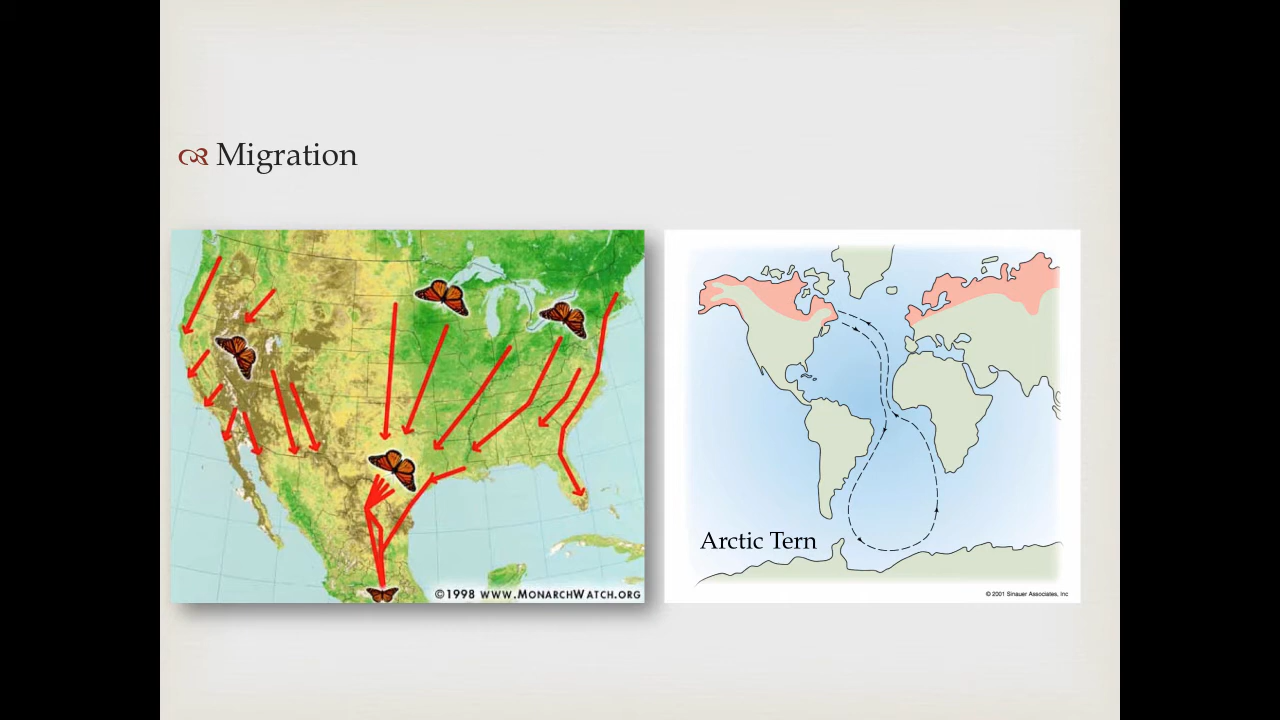 Migration
©1998 www.MonarchWatch.org
Arctic Tern
© 2001 Sinauer Associates, Inc